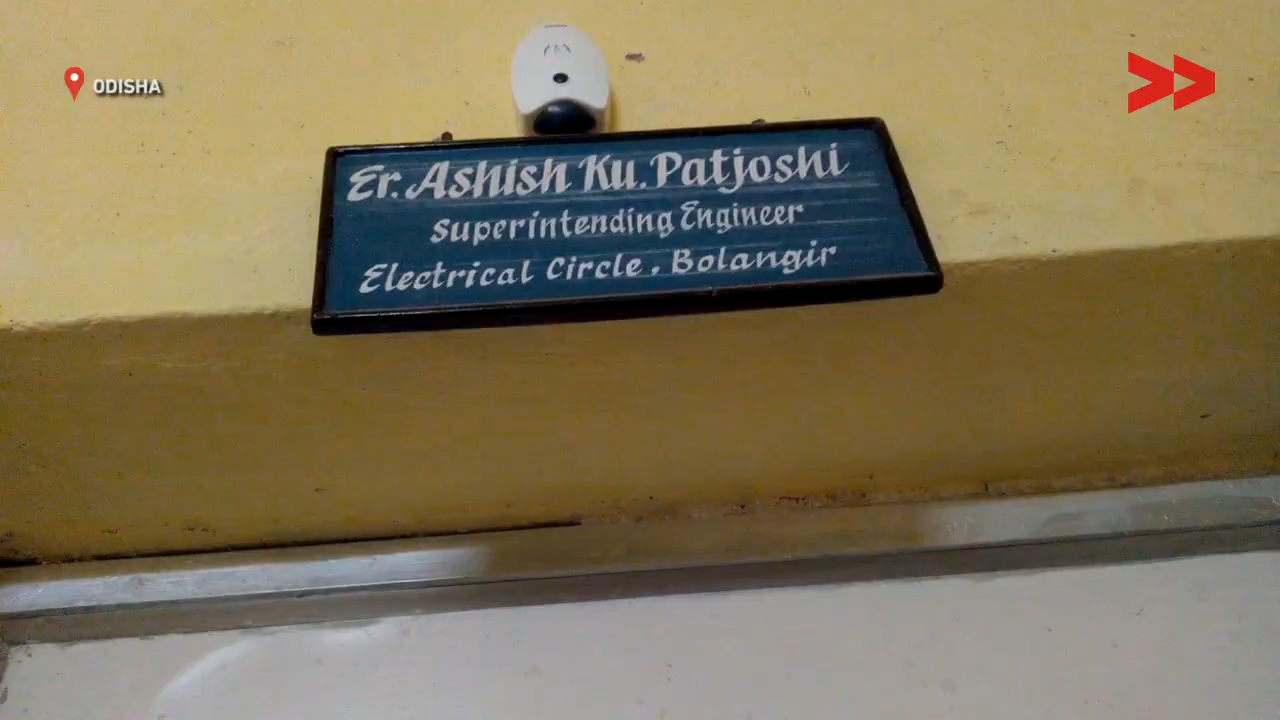 ODISHA
Er. Ashish Ku. Patjoshi
Superintending Engineer
Electrical Circle, Bolangir